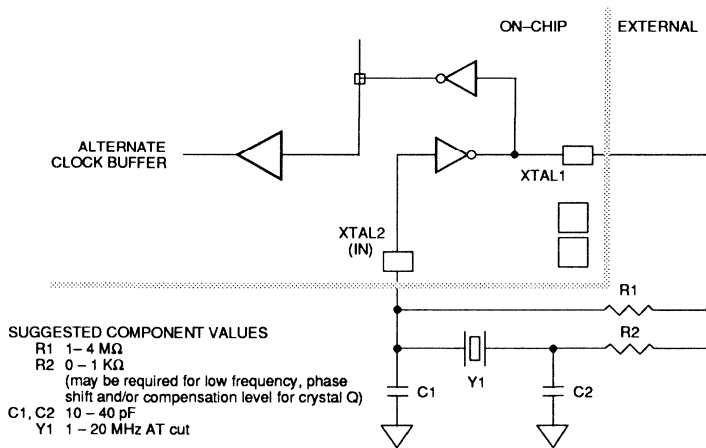 ON–CHIP
EXTERNAL
ALTERNATE
CLOCK BUFFER
XTAL1
XTAL2
(IN)
R1
R2
Y1
C1
C2
SUGGESTED COMPONENT VALUES
R1 1– 4 MΩ
R2 0 – 1 KΩ
(may be required for low frequency, phase
shift and/or compensation level for crystal Q)
C1, C2 10 – 40 pF
Y1 1 – 20 MHz AT cut